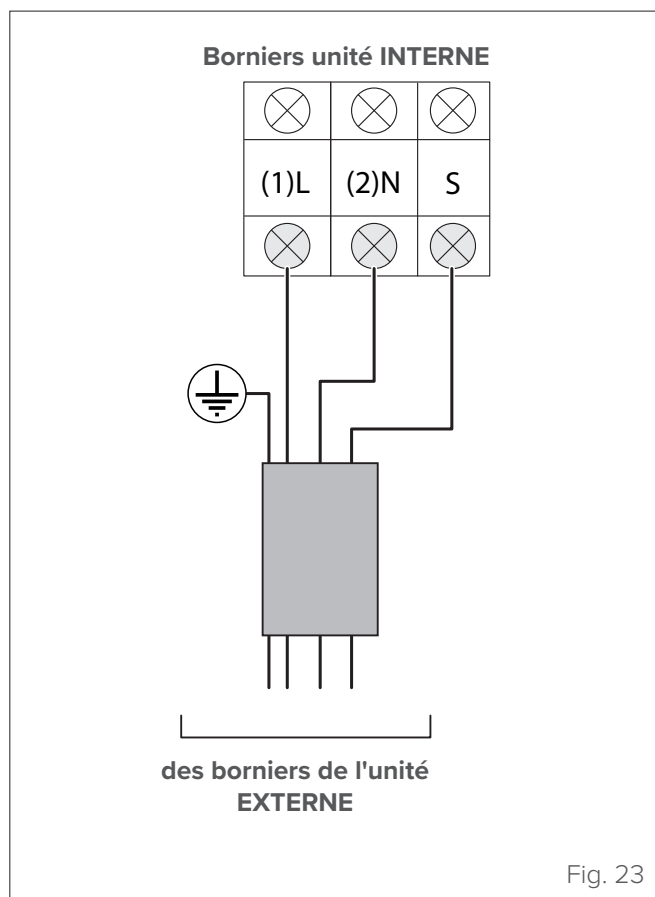 Borniers unité INTERNE
(1)L (2)N S
des borniers de l'unité
EXTERNE
Fig. 23